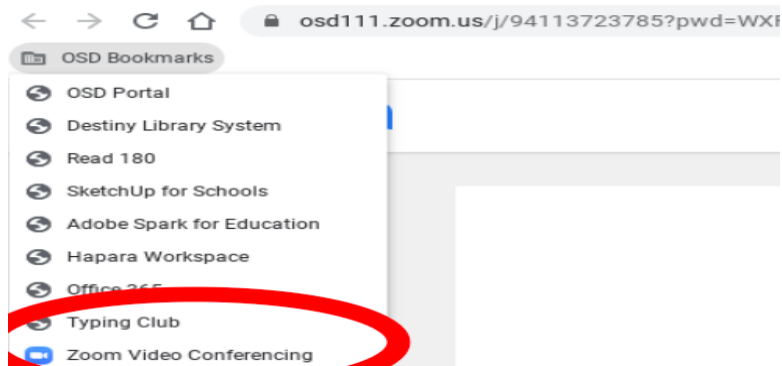 osd111.zoom.us/j/94113723785?pwd=WXF
OSD Bookmarks
OSD Portal
Destiny Library System
Read 180
SketchUp for Schools
Adobe Spark for Education
Hapara Workspace
Office 365
Typing Club
Zoom Video Conferencing